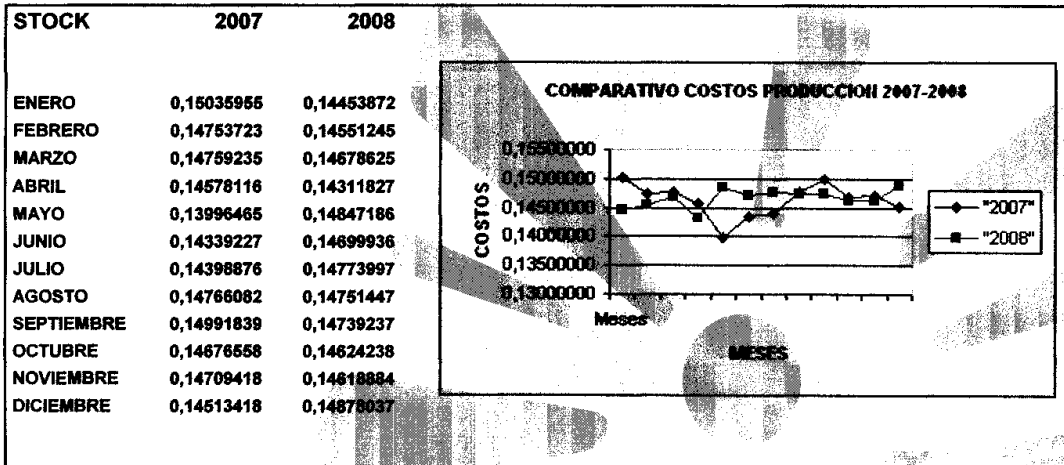 STOCK 2007 2008
ENERO 0,15035955 0,14453872
FEBRERO 0,14753723 0,14551245
MARZO 0,14759235 0,14678625
ABRIL 0,14578116 0,14311827
MAYO 0,13996465 0,14847186
JUNIO 0,14339227 0,14699936
JULIO 0,14398876 0,14773997
AGOSTO 0,14766082 0,14751447
SEPTIEMBRE 0,14991839 0,14739237
OCTUBRE 0,14676558 0,14624238
NOVIEMBRE 0,14709418 0,14618884
DICIEMBRE 0,14513418 0,14878037
COMPARATIVO COSTOS PRODUCCION 2007-2008
COSTOS
0,15500000
0,15000000
0,14500000
0,14000000
0,13500000
0,13000000
Meses
MESES
"2007"
"2008"